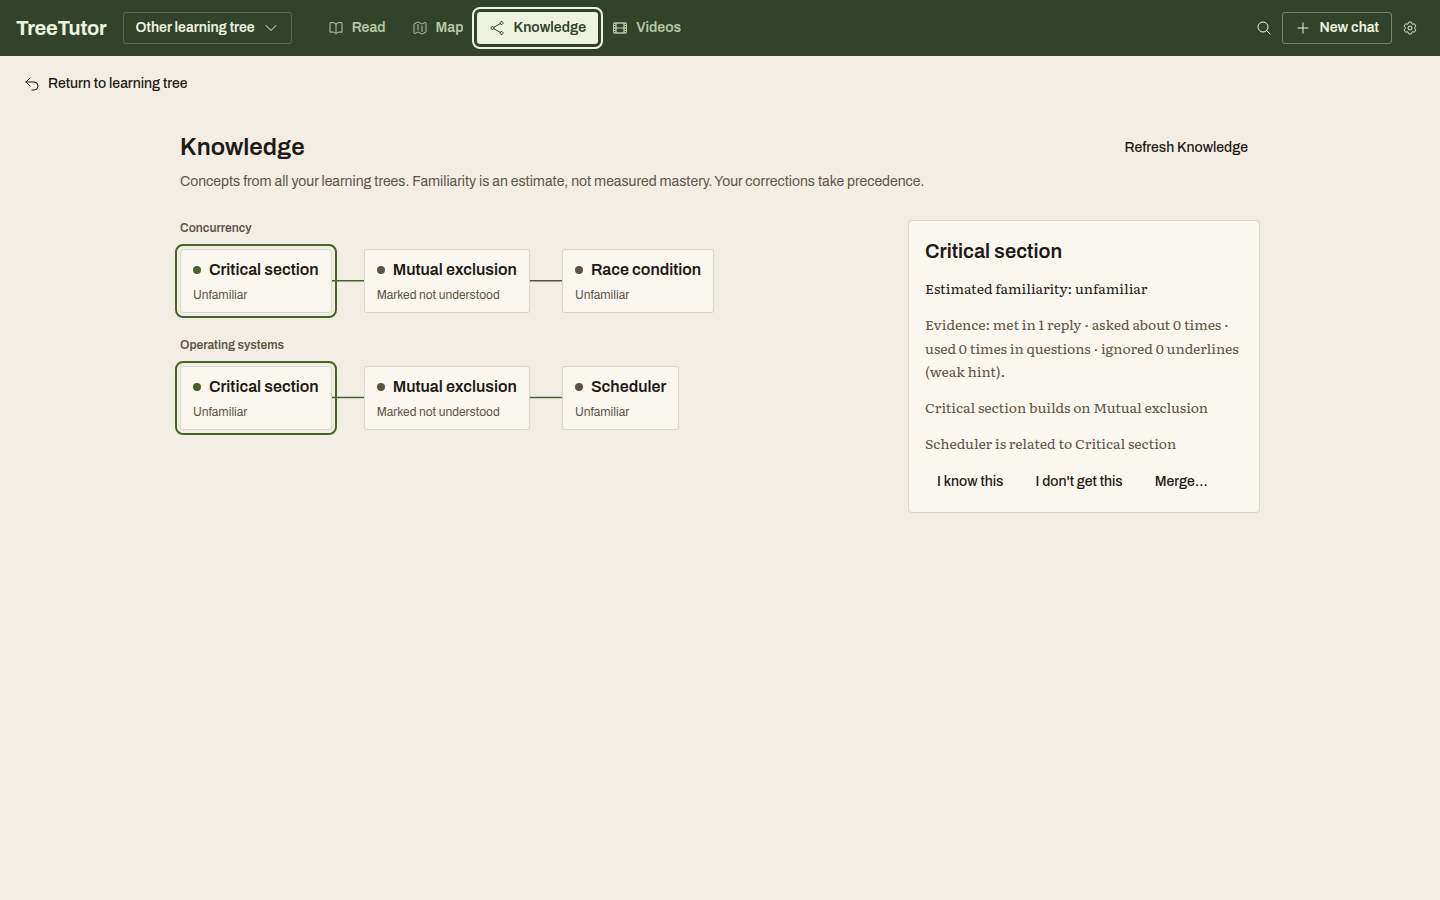 TreeTutor
Other learning tree
Read
Map
Knowledge
Videos
New chat
Return to learning tree
Knowledge
Refresh Knowledge
Concepts from all your learning trees. Familiarity is an estimate, not measured mastery. Your corrections take precedence.
Concurrency
Critical section
Unfamiliar
Mutual exclusion
Marked not understood
Race condition
Unfamiliar
Operating systems
Critical section
Unfamiliar
Mutual exclusion
Marked not understood
Scheduler
Unfamiliar
Critical section
Estimated familiarity: unfamiliar
Evidence: met in 1 reply · asked about 0 times ·
used 0 times in questions · ignored 0 underlines
(weak hint).
Critical section builds on Mutual exclusion
Scheduler is related to Critical section
I know this
I don't get this
Merge...